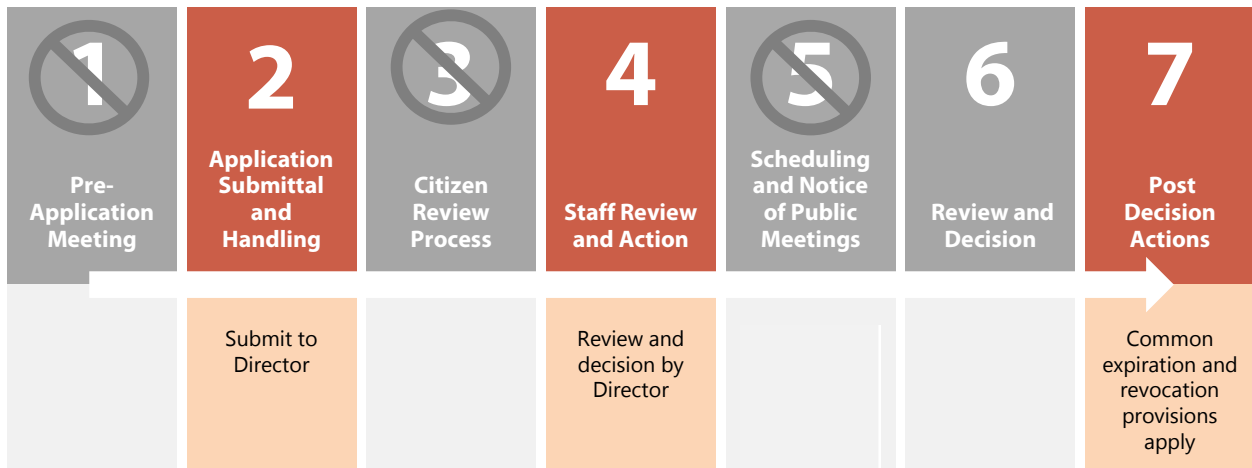 1
Pre-
Application
Meeting
2
Application
Submittal
and
Handling
3
Citizen
Review
Process
4
Staff Review
and Action
5
Scheduling
and Notice
of Public
Meetings
6
Review and
Decision
7
Post
Decision
Actions
Submit to
Director
Review and
decision by
Director
Common
expiration and
revocation
provisions
apply